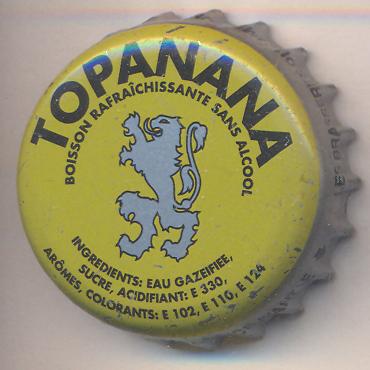 TOPANANA
BOISSON RAFRAÎCHISSANTE SANS ALCOOL
INGREDIENTS: EAU GAZEIFIEE,
SUCRE, ACIDIFIANT: E 330,
ARÔMES, COLORANTS: E 102, E 110, E 124